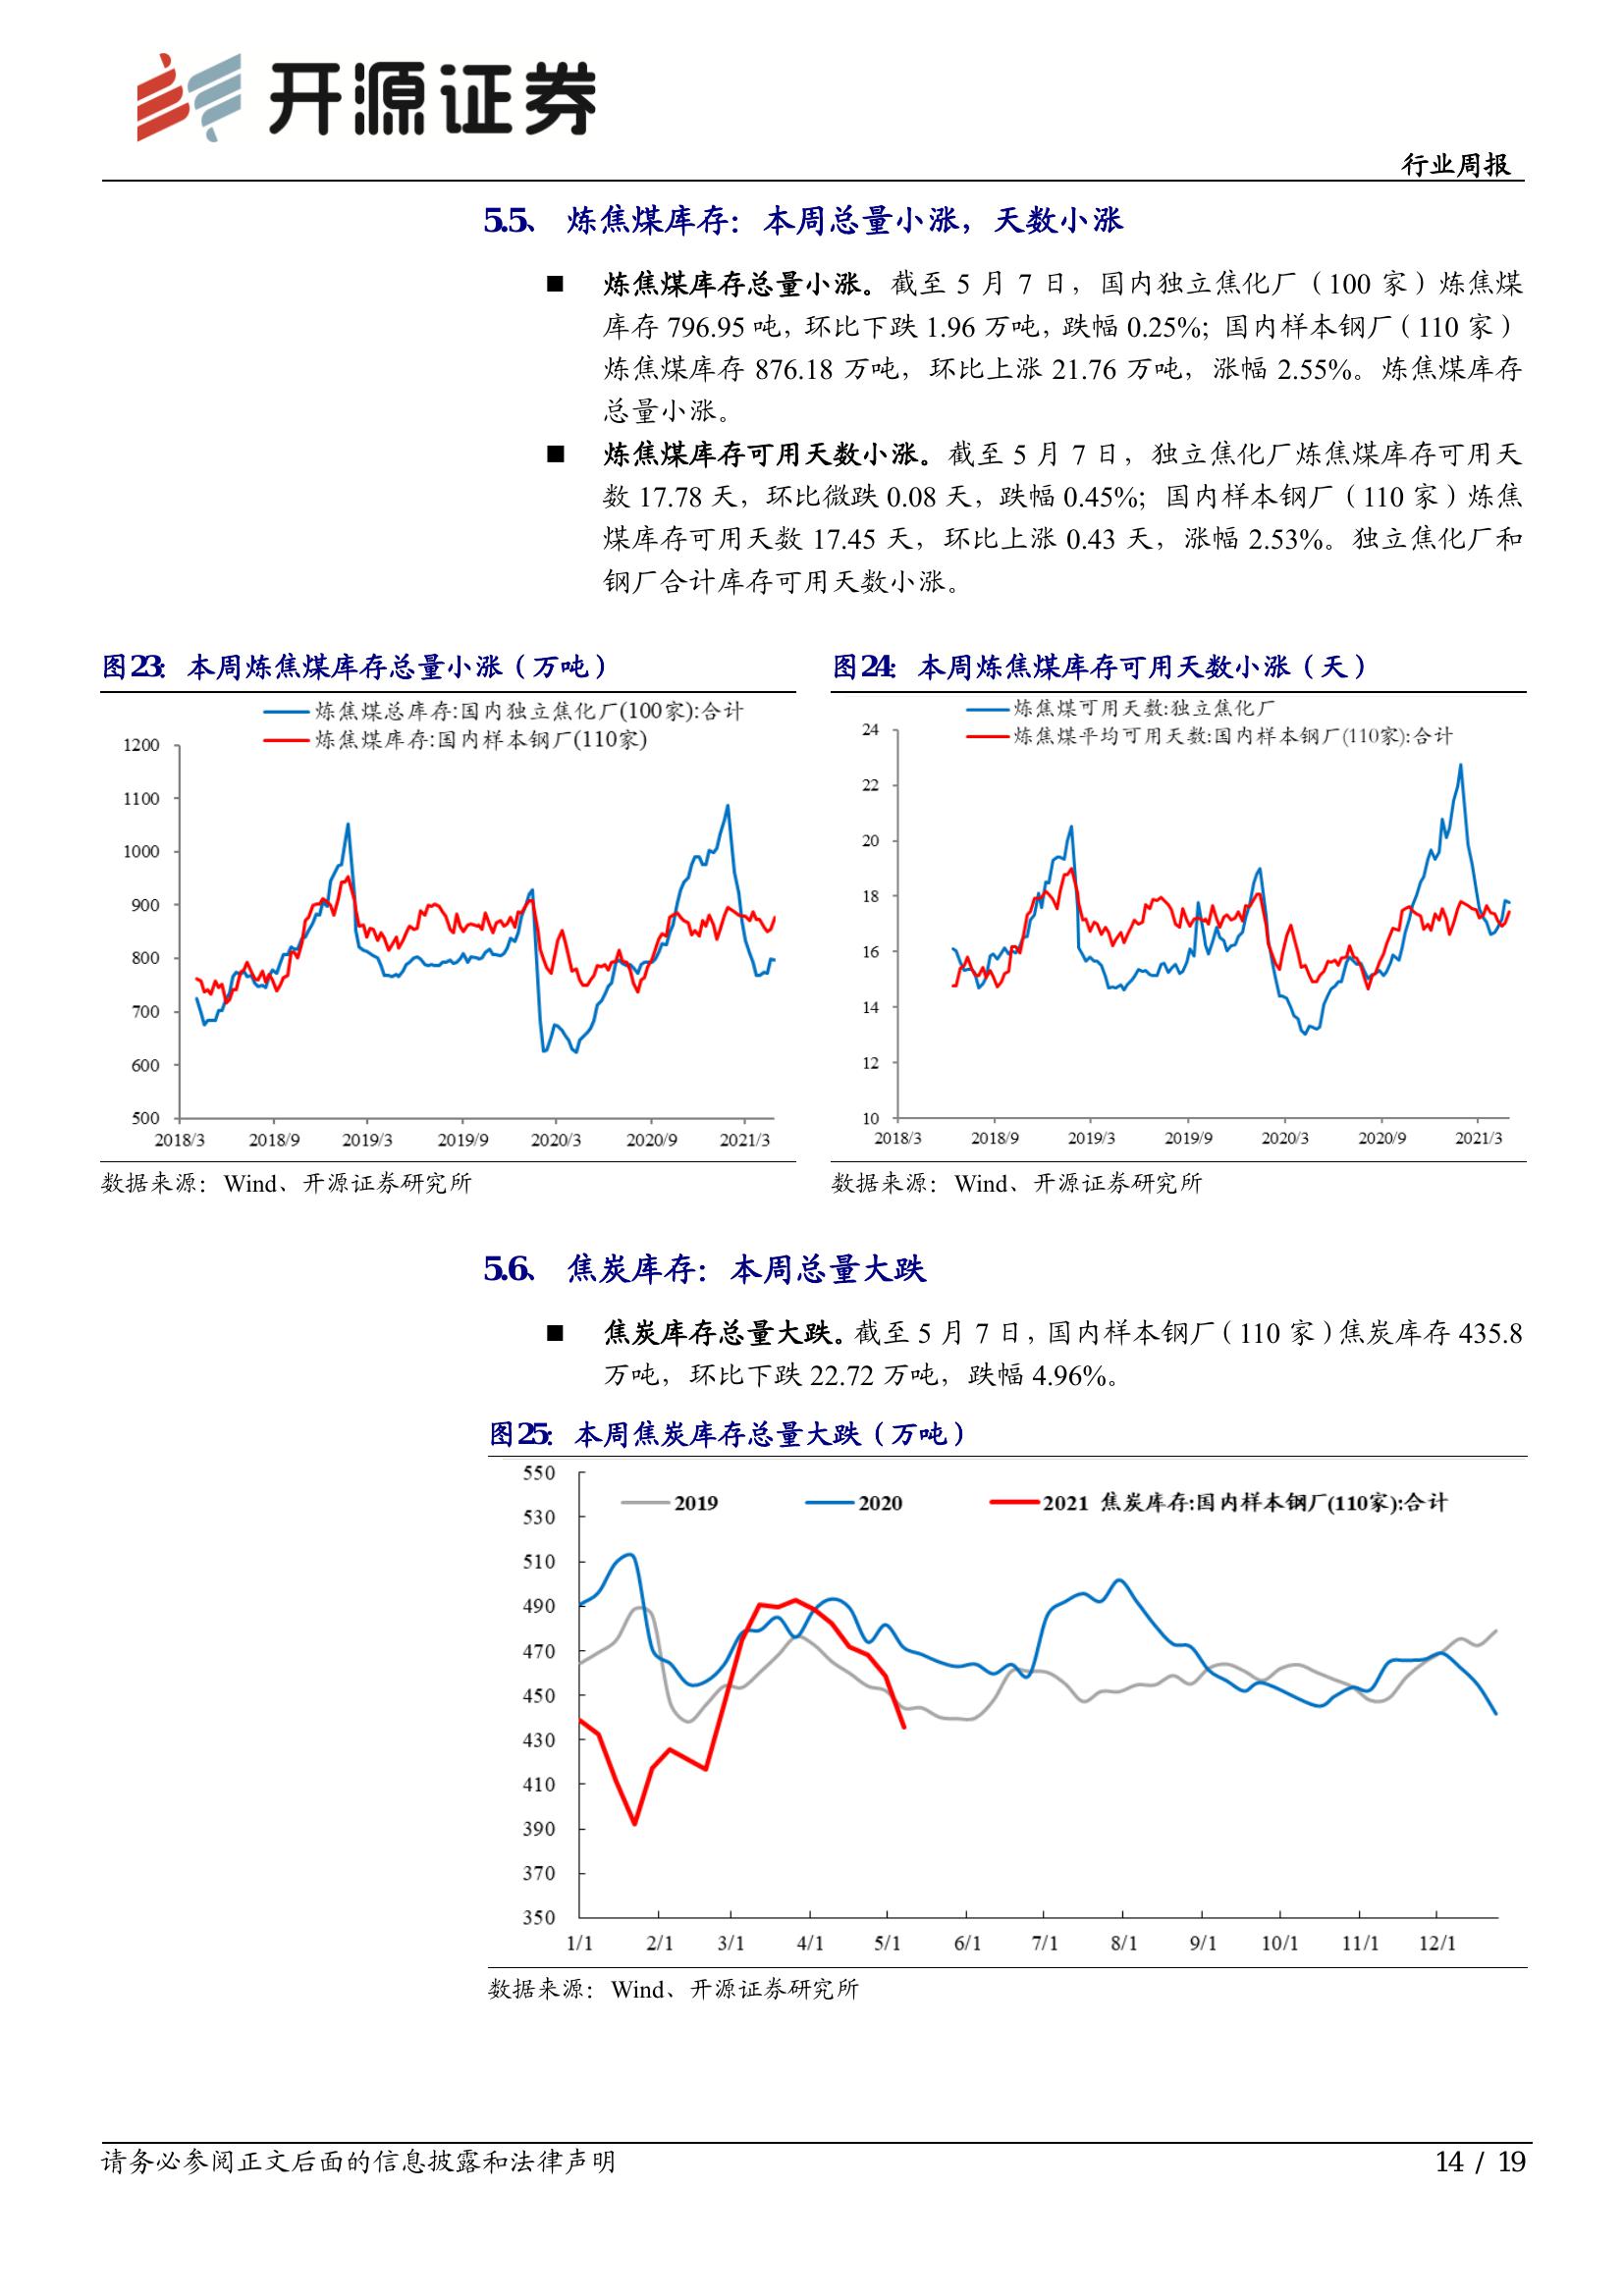 开源证券
行业周报
5.5、 炼焦煤库存：本周总量小涨，天数小涨
■ 炼焦煤库存总量小涨。截至 5 月 7 日，国内独立焦化厂（100 家）炼焦煤
库存 796.95 吨，环比下跌 1.96 万吨，跌幅 0.25%；国内样本钢厂（110 家）
炼焦煤库存 876.18 万吨，环比上涨 21.76 万吨，涨幅 2.55%。炼焦煤库存
总量小涨。
■ 炼焦煤库存可用天数小涨。截至 5 月 7 日，独立焦化厂炼焦煤库存可用天
数 17.78 天，环比微跌 0.08 天，跌幅 0.45%；国内样本钢厂（110 家）炼焦
煤库存可用天数 17.45 天，环比上涨 0.43 天，涨幅 2.53%。独立焦化厂和
钢厂合计库存可用天数小涨。
图23：本周炼焦煤库存总量小涨（万吨）
炼焦煤总库存:国内独立焦化厂(100家):合计
炼焦煤库存:国内样本钢厂(110家)
1200
1100
1000
900
800
700
600
500
2018/3 2018/9 2019/3 2019/9 2020/3 2020/9 2021/3
数据来源：Wind、开源证券研究所
图24：本周炼焦煤库存可用天数小涨（天）
炼焦煤可用天数:独立焦化厂
炼焦煤平均可用天数:国内样本钢厂(110家):合计
24
22
20
18
16
14
12
10
2018/3 2018/9 2019/3 2019/9 2020/3 2020/9 2021/3
数据来源：Wind、开源证券研究所
5.6、 焦炭库存：本周总量大跌
■ 焦炭库存总量大跌。截至 5 月 7 日，国内样本钢厂（110 家）焦炭库存 435.8
万吨，环比下跌 22.72 万吨，跌幅 4.96%。
图25：本周焦炭库存总量大跌（万吨）
2019 2020 2021 焦炭库存:国内样本钢厂(110家):合计
550
530
510
490
470
450
430
410
390
370
350
1/1 2/1 3/1 4/1 5/1 6/1 7/1 8/1 9/1 10/1 11/1 12/1
数据来源：Wind、开源证券研究所
请务必参阅正文后面的信息披露和法律声明
14 / 19